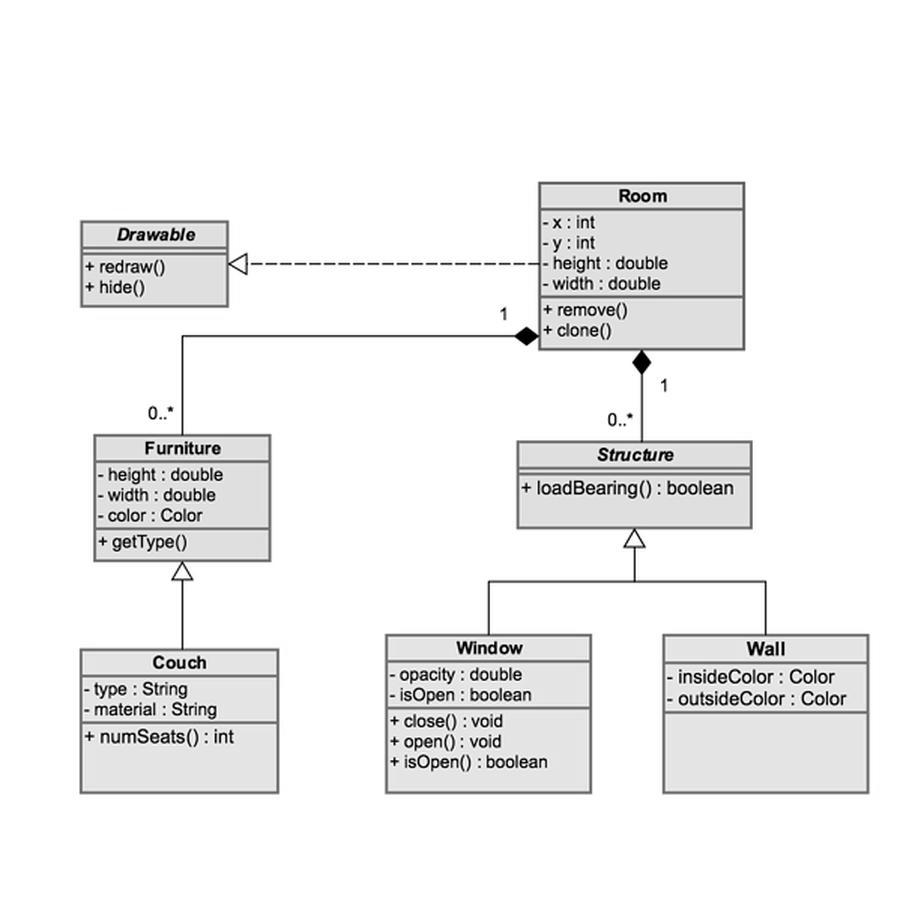 Room
- x : int
- y : int
- height : double
- width : double
+ remove()
+ clone()
Drawable
+ redraw()
+ hide()
1
0..*
1
0..*
Furniture
- height : double
- width : double
- color : Color
+ getType()
Structure
+ loadBearing() : boolean
Couch
- type : String
- material : String
+ numSeats() : int
Window
- opacity : double
- isOpen : boolean
+ close() : void
+ open() : void
+ isOpen() : boolean
Wall
- insideColor : Color
- outsideColor : Color